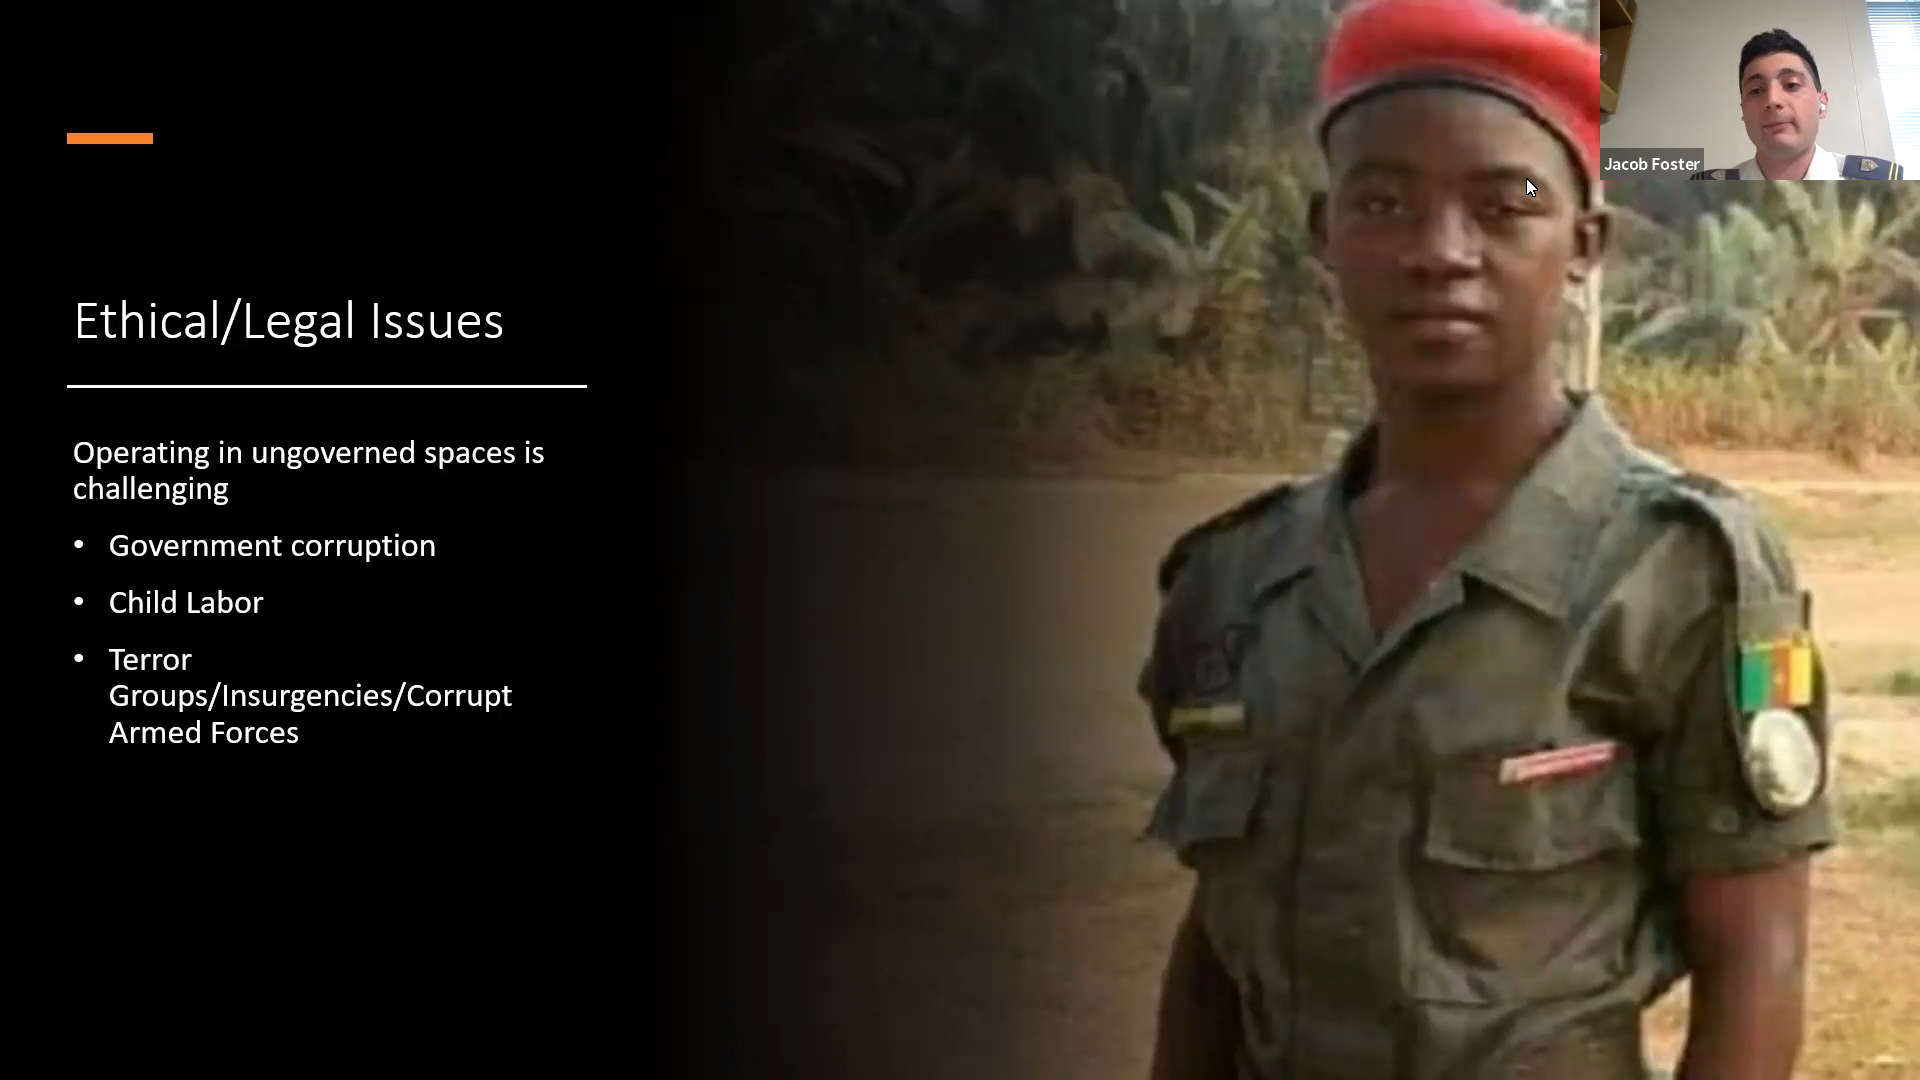 Ethical/Legal Issues
Operating in ungoverned spaces is
challenging
• Government corruption
• Child Labor
• Terror
Groups/Insurgencies/Corrupt
Armed Forces
Jacob Foster